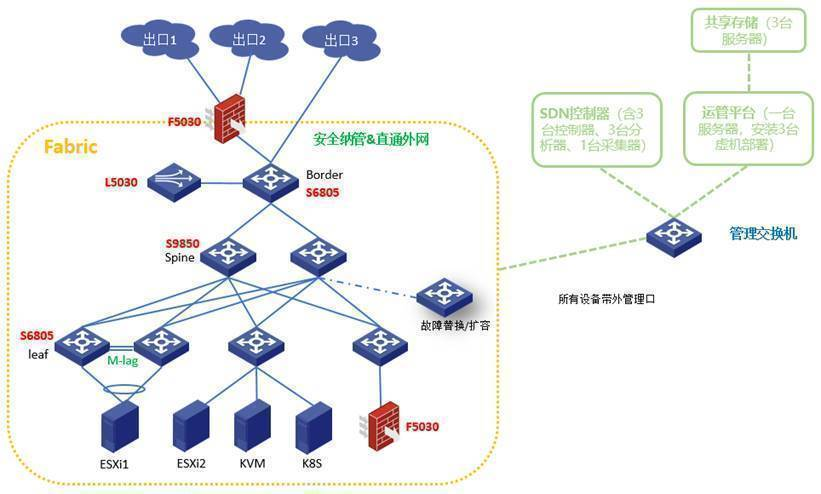 共享存储（3台
服务器）
出口1
出口2
出口3
SDN控制器（含3
台控制器、3台分
析器、1台采集器）
运管平台（一台
服务器，安装3台
虚机部署）
F5030
安全纳管&直通外网
Fabric
Border
S6805
L5030
管理交换机
S9850
Spine
所有设备带外管理口
故障替换/扩容
S6805
leaf
M-lag
F5030
ESXi1
ESXi2
KVM
K8S